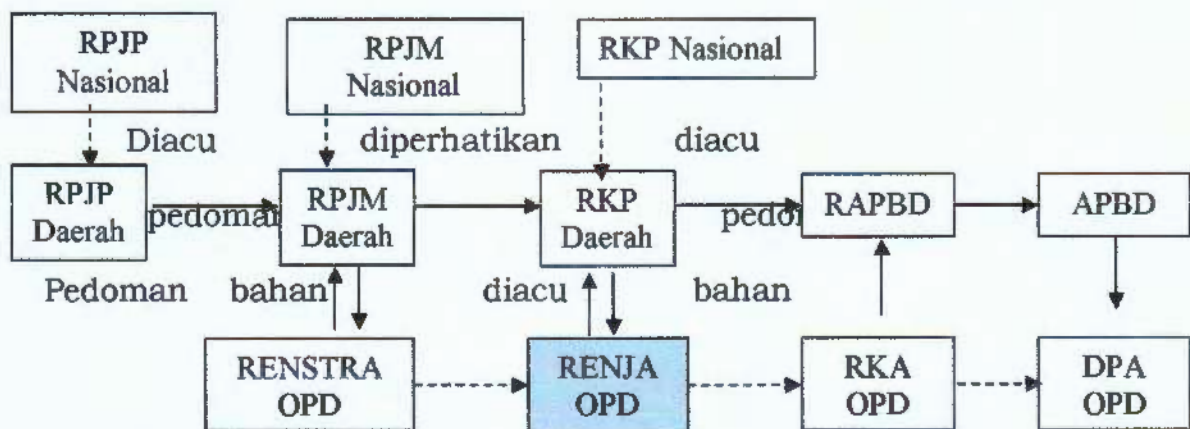 RPJP
Nasional
RPJM
Nasional
RKP Nasional
Diacu
diperhatikan
diacu
RPJP
Daerah
pedoman
RPJM
Daerah
RKP
Daerah
RAPBD
APBD
Pedoman
bahan
diacu
bahan
RENSTRA
OPD
RENJA
OPD
RKA
OPD
DPA
OPD